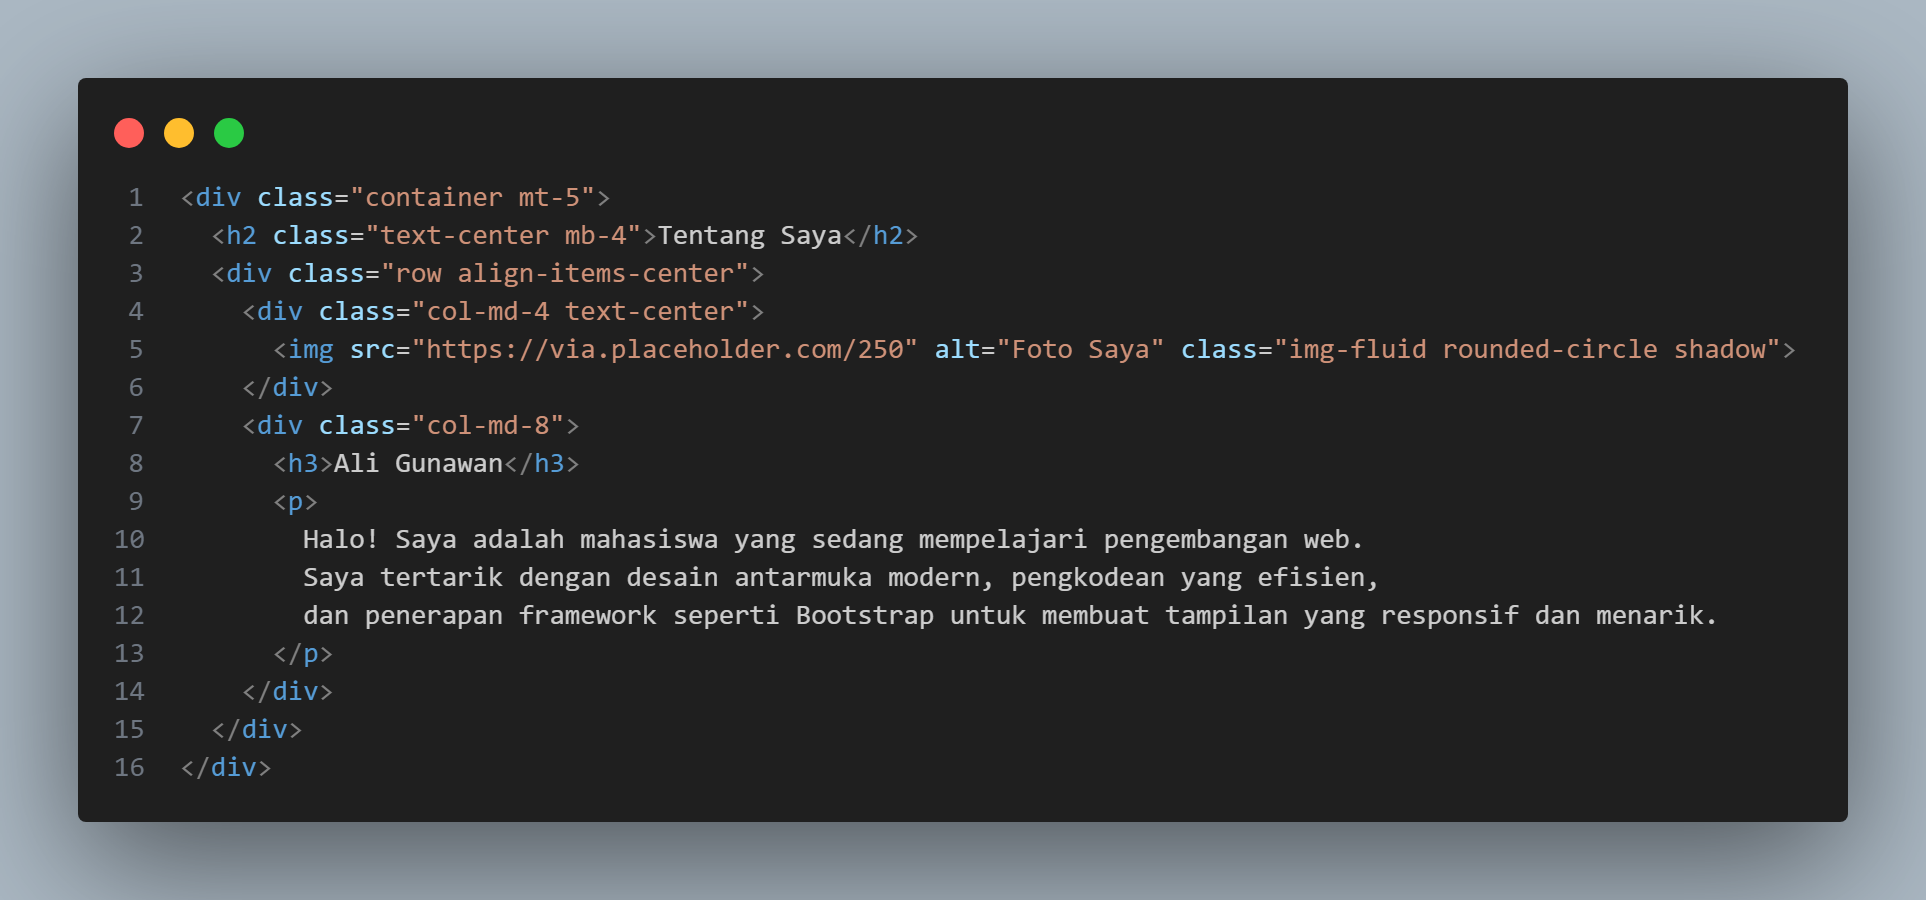 1 <div class="container mt-5">
2   <h2 class="text-center mb-4">Tentang Saya</h2>
3   <div class="row align-items-center">
4     <div class="col-md-4 text-center">
5       <img src="https://via.placeholder.com/250" alt="Foto Saya" class="img-fluid rounded-circle shadow">
6     </div>
7     <div class="col-md-8">
8       <h3>Ali Gunawan</h3>
9       <p>
10        Halo! Saya adalah mahasiswa yang sedang mempelajari pengembangan web.
11        Saya tertarik dengan desain antarmuka modern, pengkodean yang efisien,
12        dan penerapan framework seperti Bootstrap untuk membuat tampilan yang responsif dan menarik.
13      </p>
14    </div>
15  </div>
16 </div>